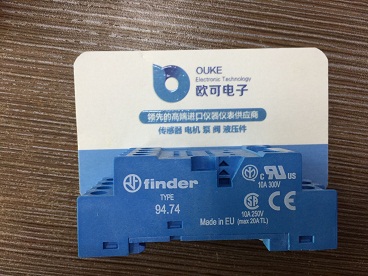 OUKE
Electronic Technology
欧可电子
领先的高端进口仪器仪表供应商
传感器 电机 泵 阀 液压件
finder
TYPE
94.74
Made in EU
c RU US
10A 300V
10A 250V
(max 20A TL)
CE